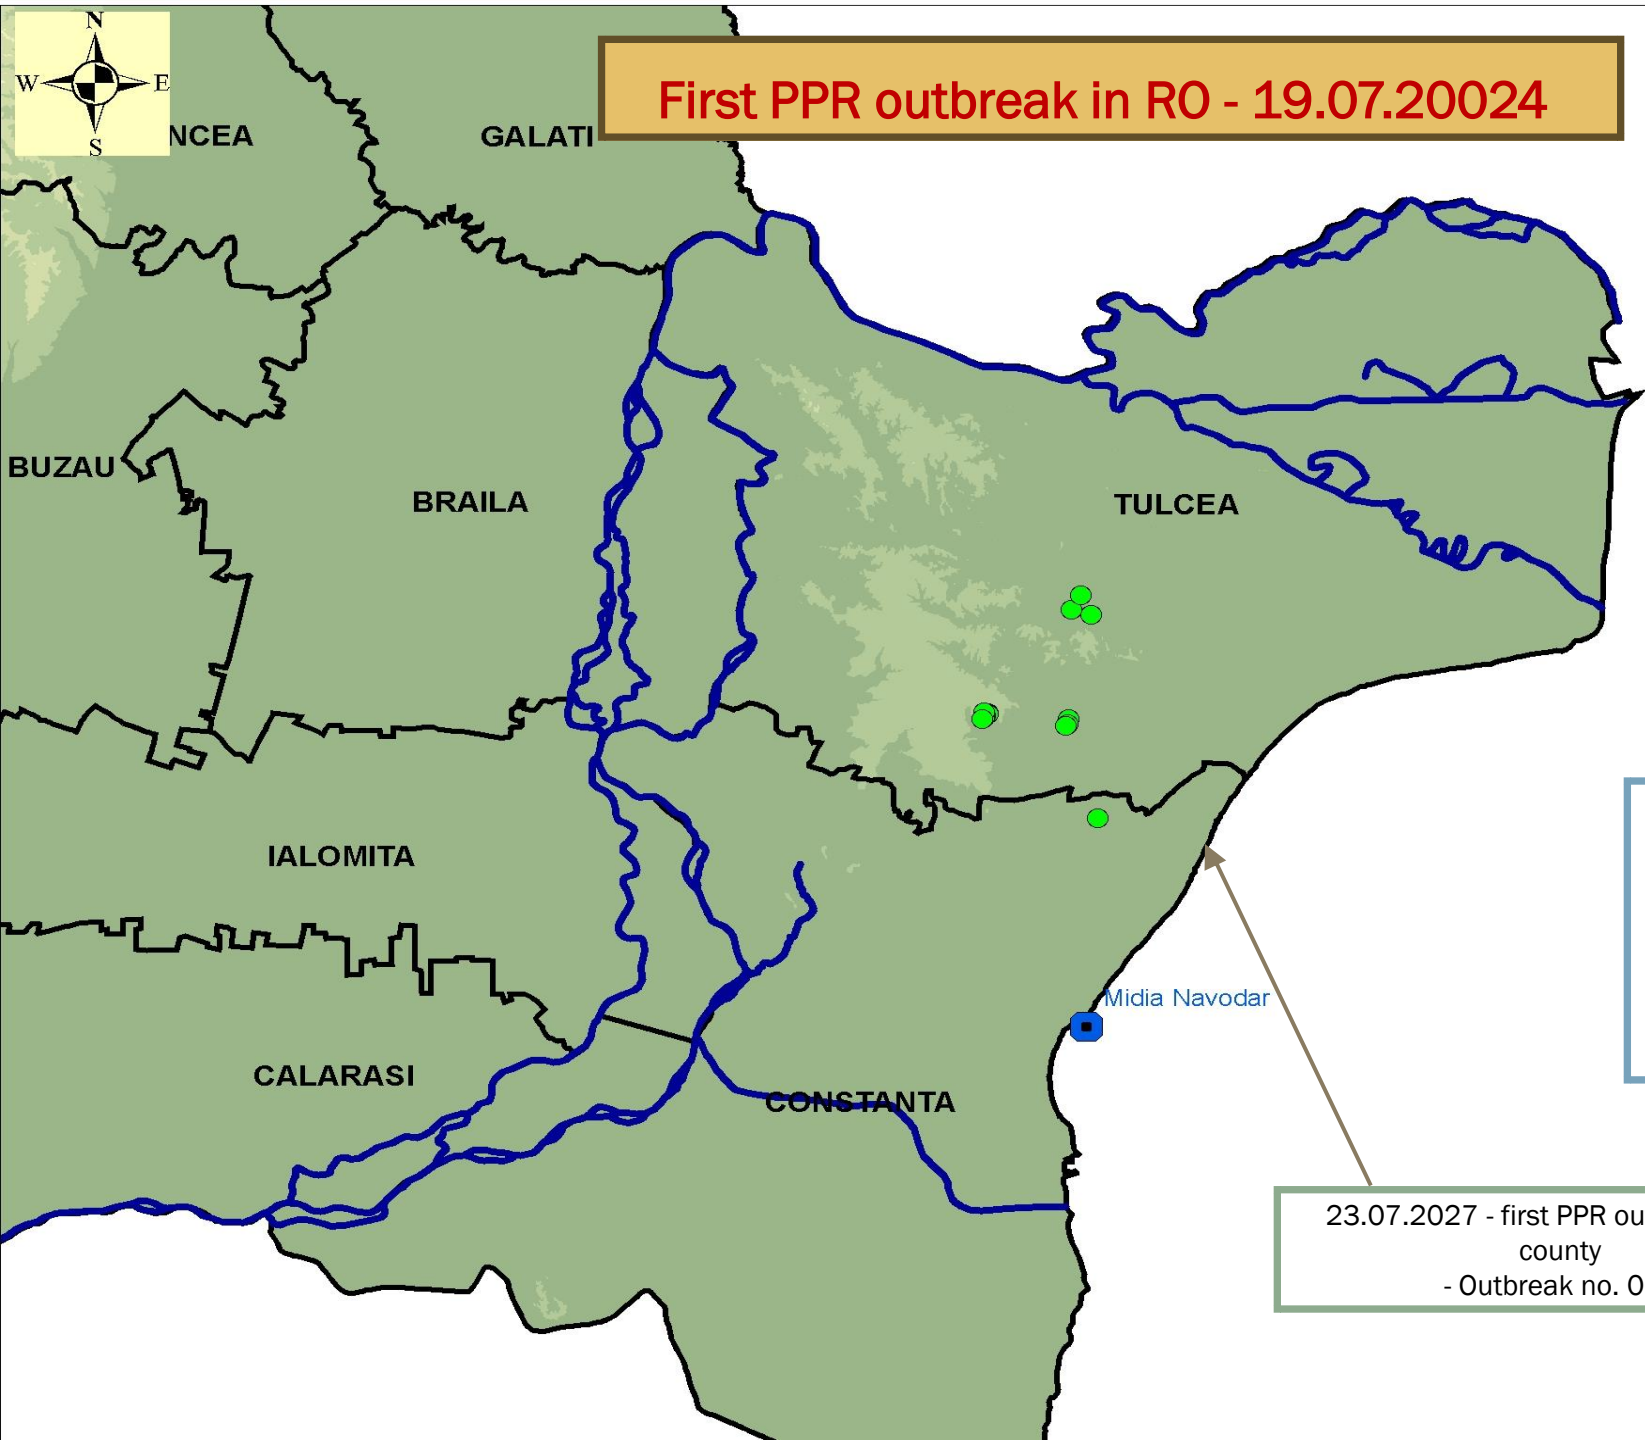 N
W E
S
First PPR outbreak in RO - 19.07.20024
NCEA
GALATI
BUZAU
BRAILA
TULCEA
IALOMITA
Midia Navodar
CALARASI
CONSTANTA
23.07.2027 - first PPR ou
county
- Outbreak no. 0